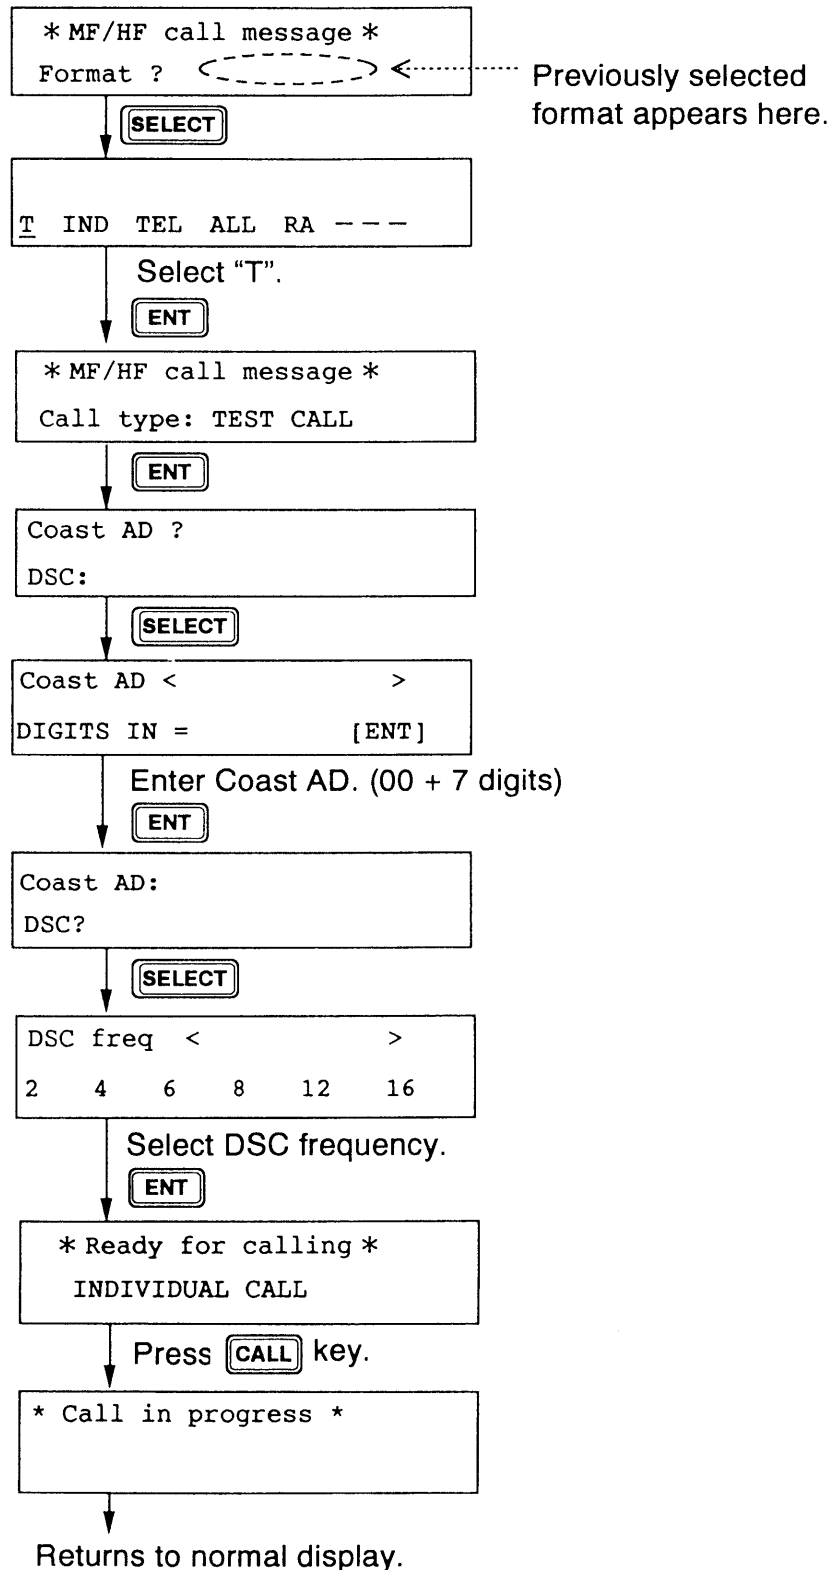 * MF/HF call message *
Format ?
Previously selected
format appears here.
SELECT
T IND TEL ALL RA − − −
Select “T”.
ENT
* MF/HF call message *
Call type: TEST CALL
ENT
Coast AD ?
DSC:
SELECT
Coast AD < >
DIGITS IN = [ENT]
Enter Coast AD. (00 + 7 digits)
ENT
Coast AD:
DSC?
SELECT
DSC freq < >
2 4 6 8 12 16
Select DSC frequency.
ENT
* Ready for calling *
INDIVIDUAL CALL
Press CALL key.
* Call in progress *
Returns to normal display.